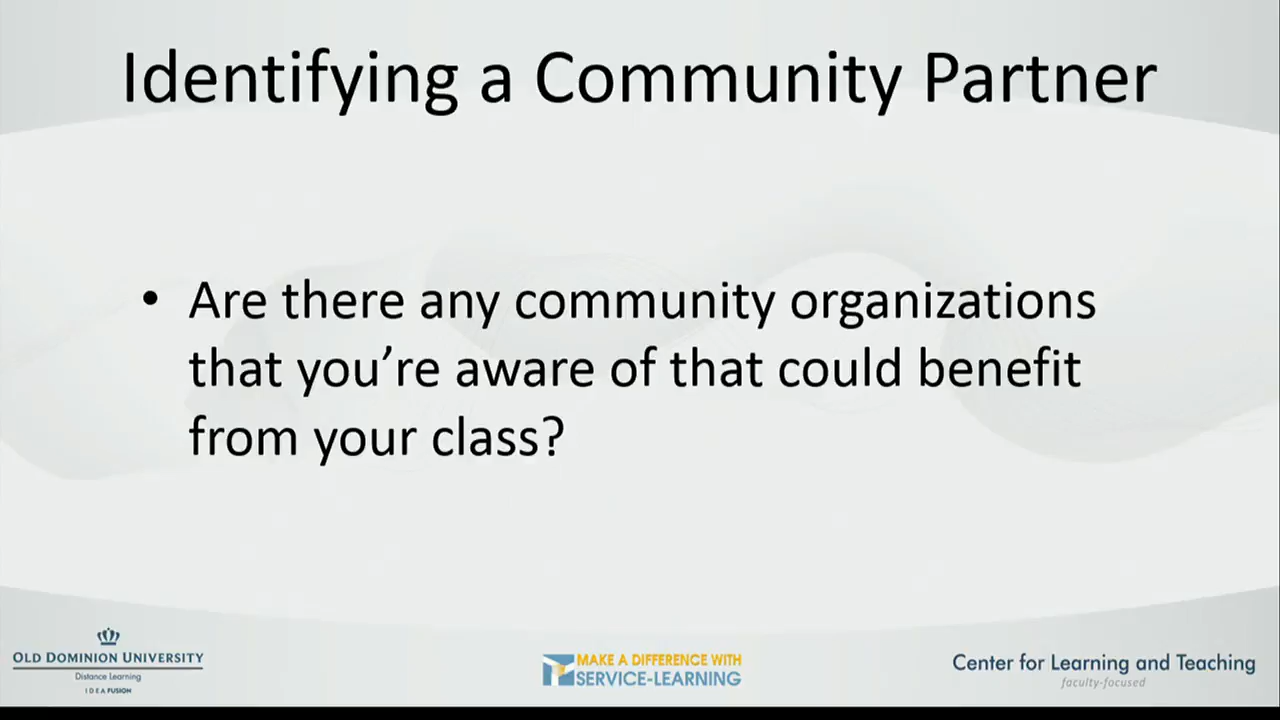 Identifying a Community Partner
• Are there any community organizations
that you’re aware of that could benefit
from your class?
OLD DOMINION UNIVERSITY
Distance Learning
IDEA FUSION
MAKE A DIFFERENCE WITH
SERVICE-LEARNING
Center for Learning and Teaching
faculty-focused